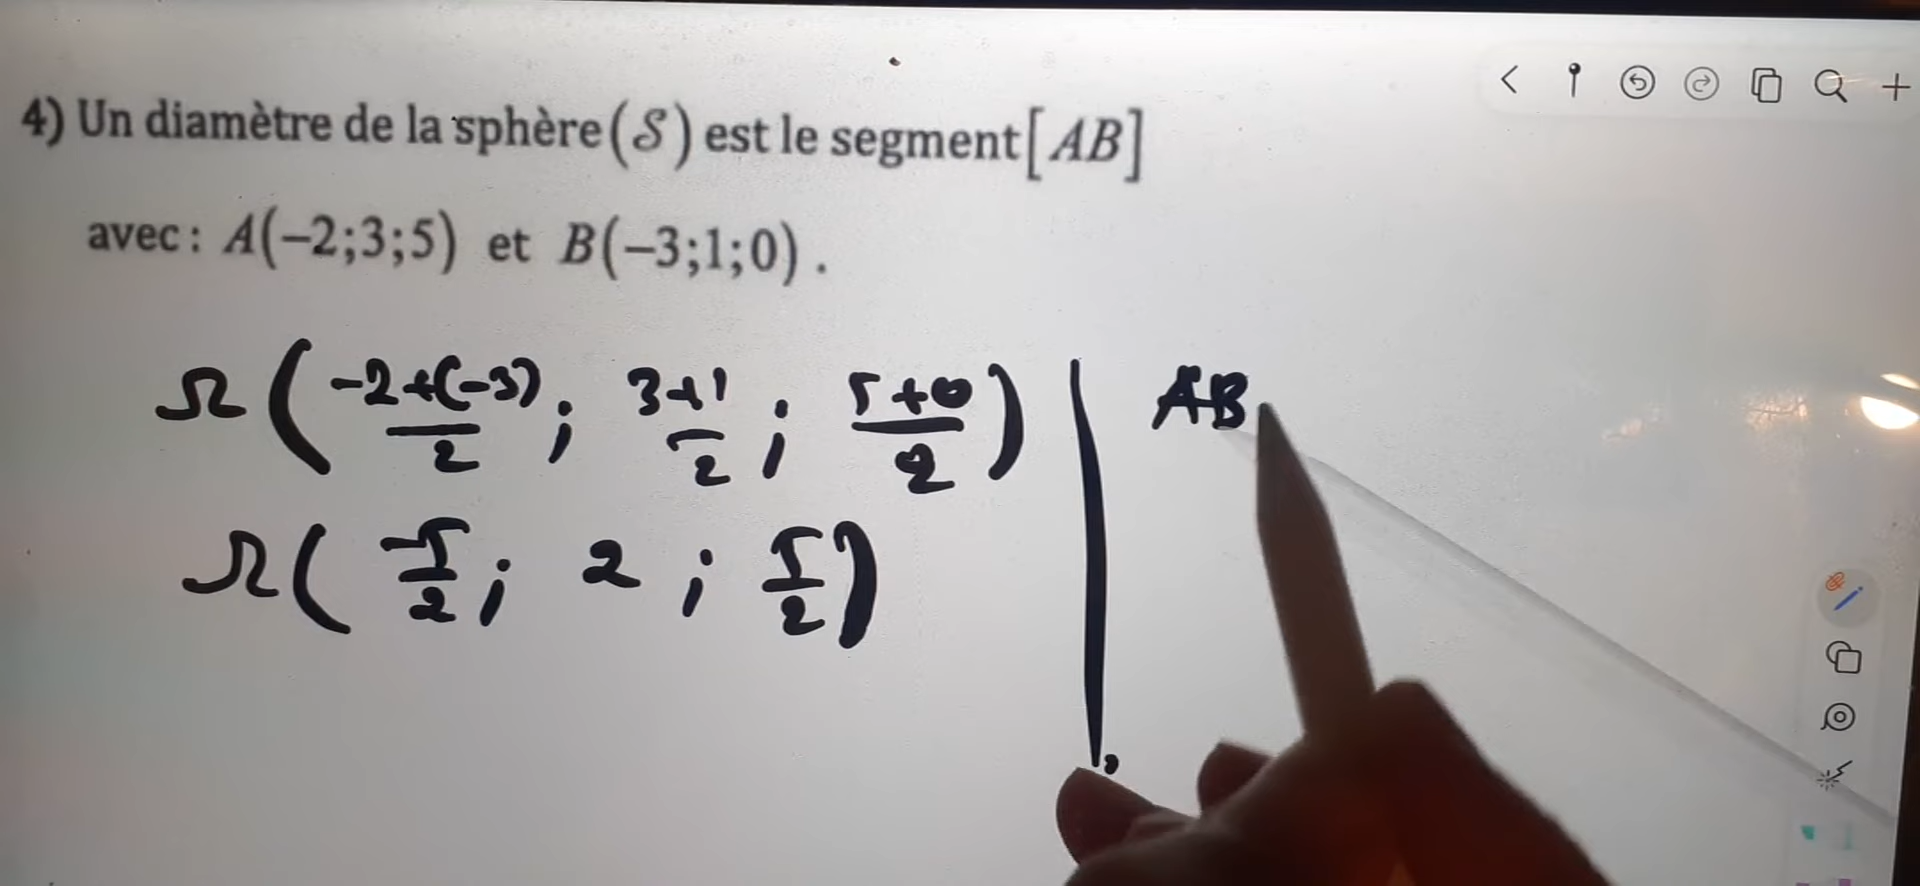 4) Un diamètre de la sphère (S) est le segment [AB]
avec : A(−2;3;5) et B(−3;1;0) .
Ω ( -2+(-3)/2 ; 3+1/2 ; 5+0/2 )
AB
Ω ( -5/2 ; 2 ; 5/2 )